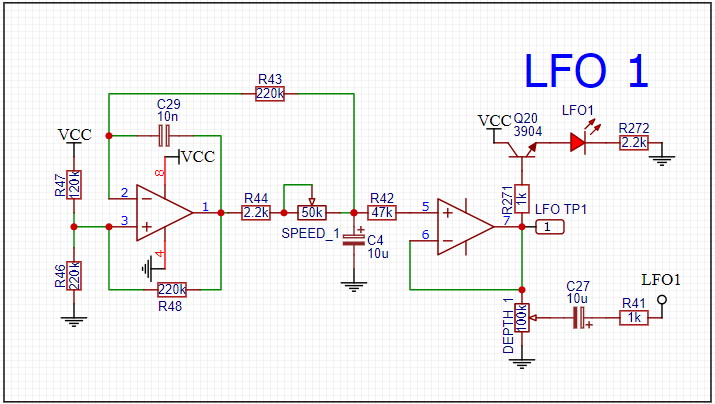 LFO 1
R43
220k
C29
10n
VCC
VCC
8
R47
120k
2
3
1
4
R46
220k
R48
220k
R44
2.2k
50k
SPEED_1
C4
10u
R42
47k
5
6
7
VCC
Q20
3904
LFO1
R272
2.2k
R271
1k
LFO TP1
1
DEPTH_1
100k
C27
10u
R41
1k
LFO1